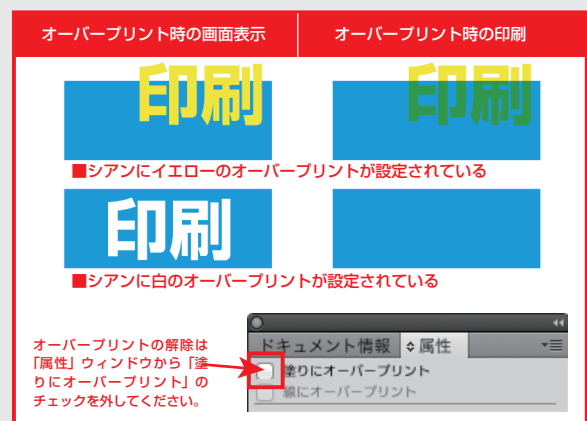 オーバープリント時の画面表示
オーバープリント時の印刷
印刷
印刷
■シアンにイエローのオーバープリントが設定されている
印刷
■シアンに白のオーバープリントが設定されている
オーバープリントの解除は
「属性」ウィンドウから「塗
りにオーバープリント」の
チェックを外してください。
ドキュメント情報
属性
塗りにオーバープリント
線にオーバープリント